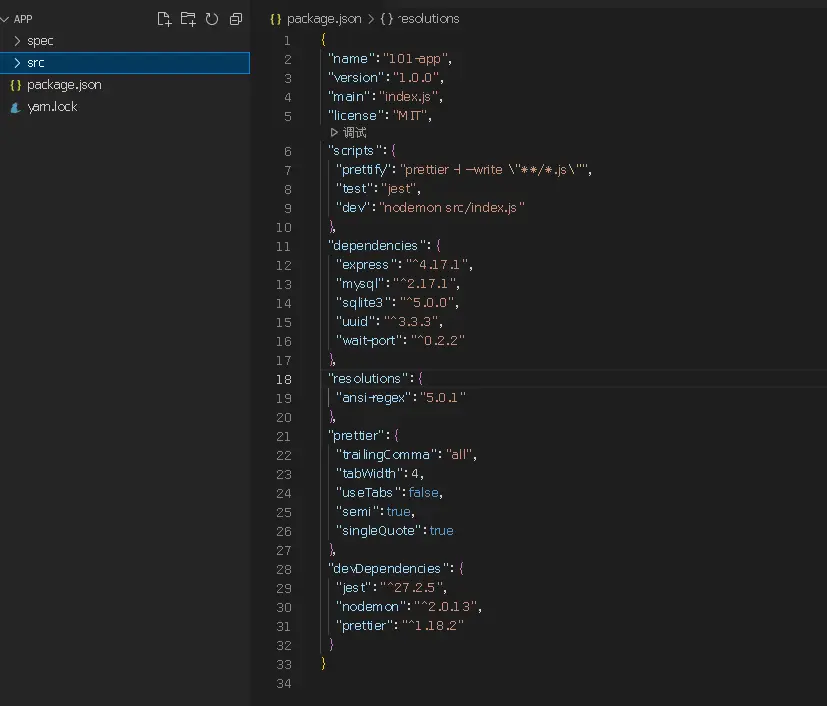 APP
spec
src
{} package.json
yarn.lock
{} package.json > {} resolutions
1 {
2 "name":"101-app",
3 "version":"1.0.0",
4 "main":"index.js",
5 "license":"MIT",
▷ 调试
6 "scripts":{
7 "prettify":"prettier -l --write \"**/*.js\"",
8 "test":"jest",
9 "dev":"nodemon src/index.js"
10 },
11 "dependencies":{
12 "express":"^4.17.1",
13 "mysql":"^2.17.1",
14 "sqlite3":"^5.0.0",
15 "uuid":"^3.3.3",
16 "wait-port":"^0.2.2"
17 },
18 "resolutions":{
19 "ansi-regex":"5.0.1"
20 },
21 "prettier":{
22 "trailingComma":"all",
23 "tabWidth":4,
24 "useTabs":false,
25 "semi":true,
26 "singleQuote":true
27 },
28 "devDependencies":{
29 "jest":"^27.2.5",
30 "nodemon":"^2.0.13",
31 "prettier":"^1.18.2"
32 }
33 }
34